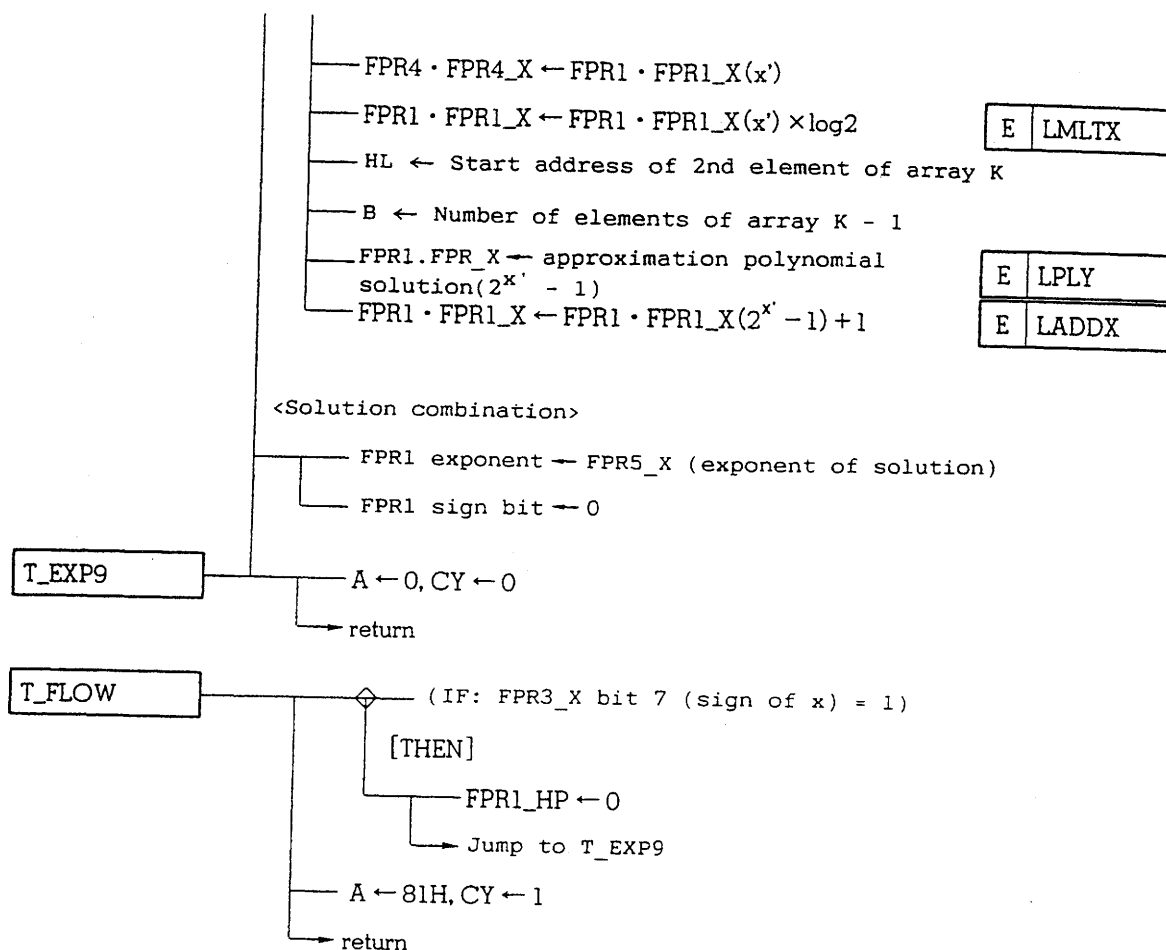 FPR4・FPR4_X ← FPR1・FPR1_X(x')
FPR1・FPR1_X ← FPR1・FPR1_X(x') × log2
E LMLTX
HL ← Start address of 2nd element of array K
B ← Number of elements of array K - 1
FPR1.FPR_X ← approximation polynomial
solution(2^x' - 1)
E LPLY
FPR1・FPR1_X ← FPR1・FPR1_X(2^x' - 1) + 1
E LADDX
<Solution combination>
FPR1 exponent ← FPR5_X (exponent of solution)
FPR1 sign bit ← 0
T_EXP9
A ← 0, CY ← 0
return
T_FLOW
(IF: FPR3_X bit 7 (sign of x) = 1)
[THEN]
FPR1_HP ← 0
Jump to T_EXP9
A ← 81H, CY ← 1
return